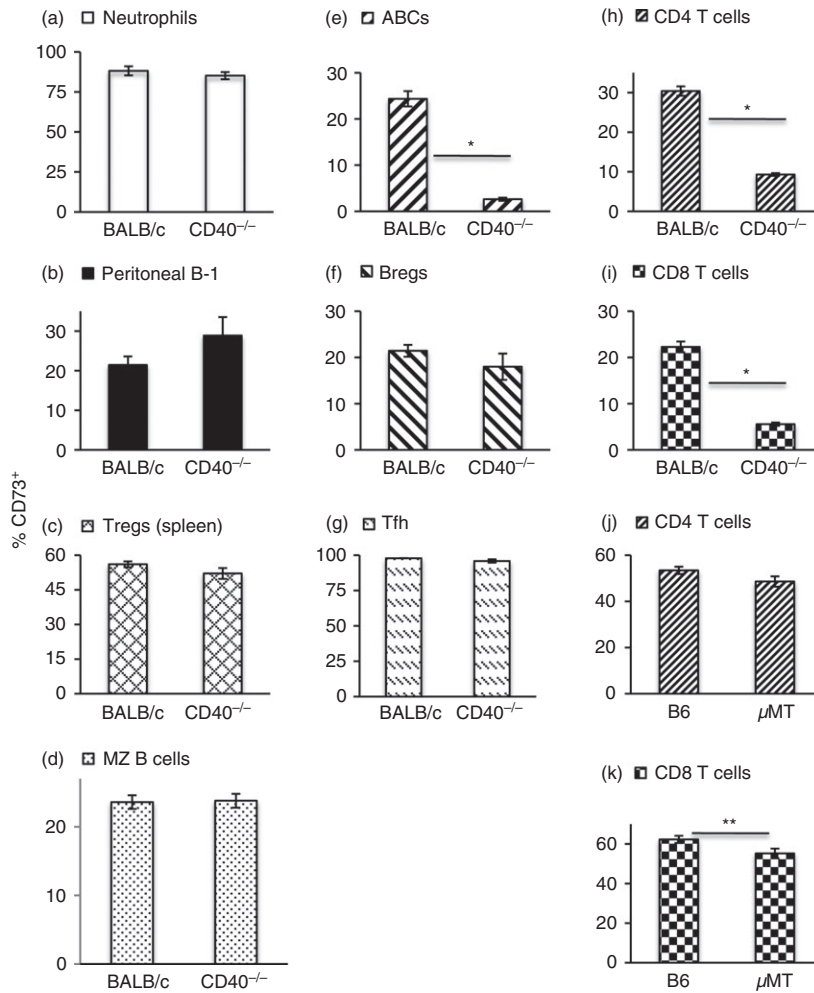 % CD73⁺
(a) Neutrophils
100
75
50
25
0
BALB/c CD40⁻/⁻
(b) Peritoneal B-1
30
20
10
0
BALB/c CD40⁻/⁻
(c) Tregs (spleen)
60
45
30
15
0
BALB/c CD40⁻/⁻
(d) MZ B cells
20
20
0
BALB/c CD40⁻/⁻
(e) ABCs
30
20
10
0
*
BALB/c CD40⁻/⁻
(f) Bregs
30
20
10
0
BALB/c CD40⁻/⁻
(g) Tfh
100
75
50
25
0
BALB/c CD40⁻/⁻
(h) CD4 T cells
30
20
10
0
*
BALB/c CD40⁻/⁻
(i) CD8 T cells
30
20
10
0
*
BALB/c CD40⁻/⁻
(j) CD4 T cells
60
40
20
0
B6 µMT
(k) CD8 T cells
60
40
20
0
**
B6 µMT